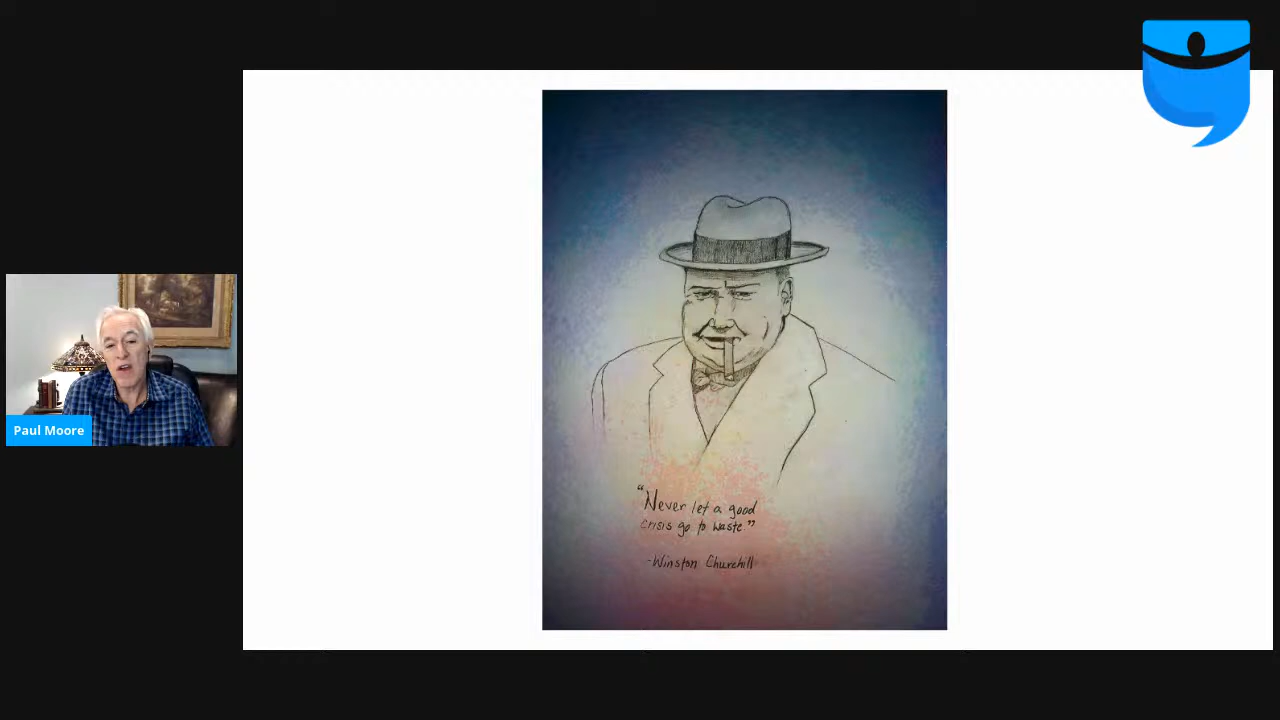 Paul Moore
"Never let a good
crisis go to waste."
-Winston Churchill